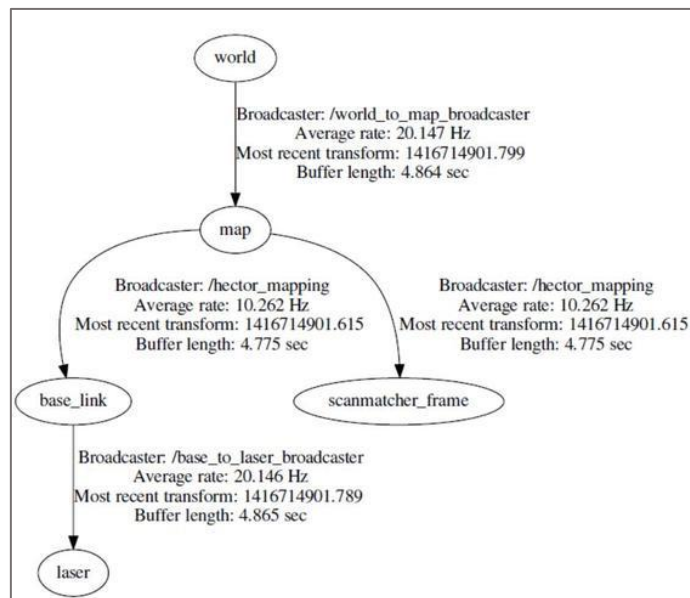 world
Broadcaster: /world_to_map_broadcaster
Average rate: 20.147 Hz
Most recent transform: 1416714901.799
Buffer length: 4.864 sec
map
Broadcaster: /hector_mapping
Average rate: 10.262 Hz
Most recent transform: 1416714901.615
Buffer length: 4.775 sec
Broadcaster: /hector_mapping
Average rate: 10.262 Hz
Most recent transform: 1416714901.615
Buffer length: 4.775 sec
base_link
scanmatcher_frame
Broadcaster: /base_to_laser_broadcaster
Average rate: 20.146 Hz
Most recent transform: 1416714901.789
Buffer length: 4.865 sec
laser